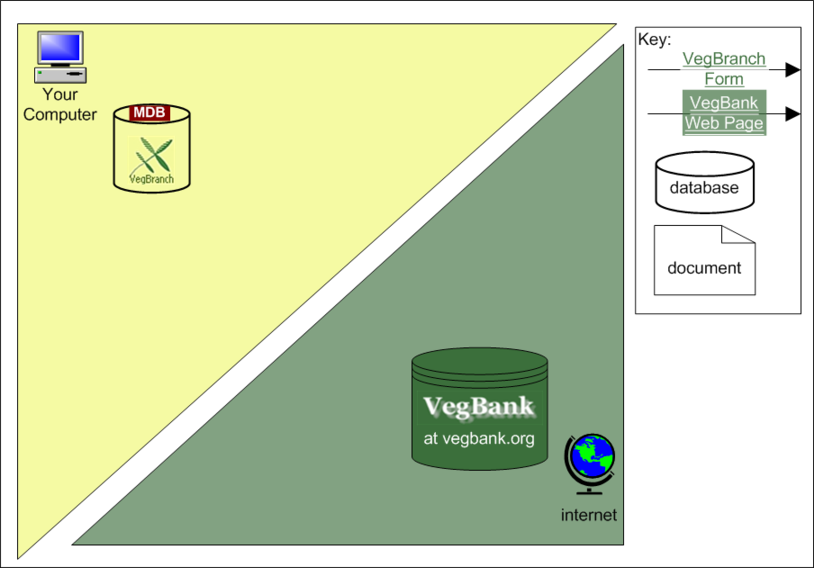 Your
Computer
MDB
VegBranch
VegBank
at vegbank.org
internet
Key:
VegBranch
Form
VegBank
Web Page
database
document